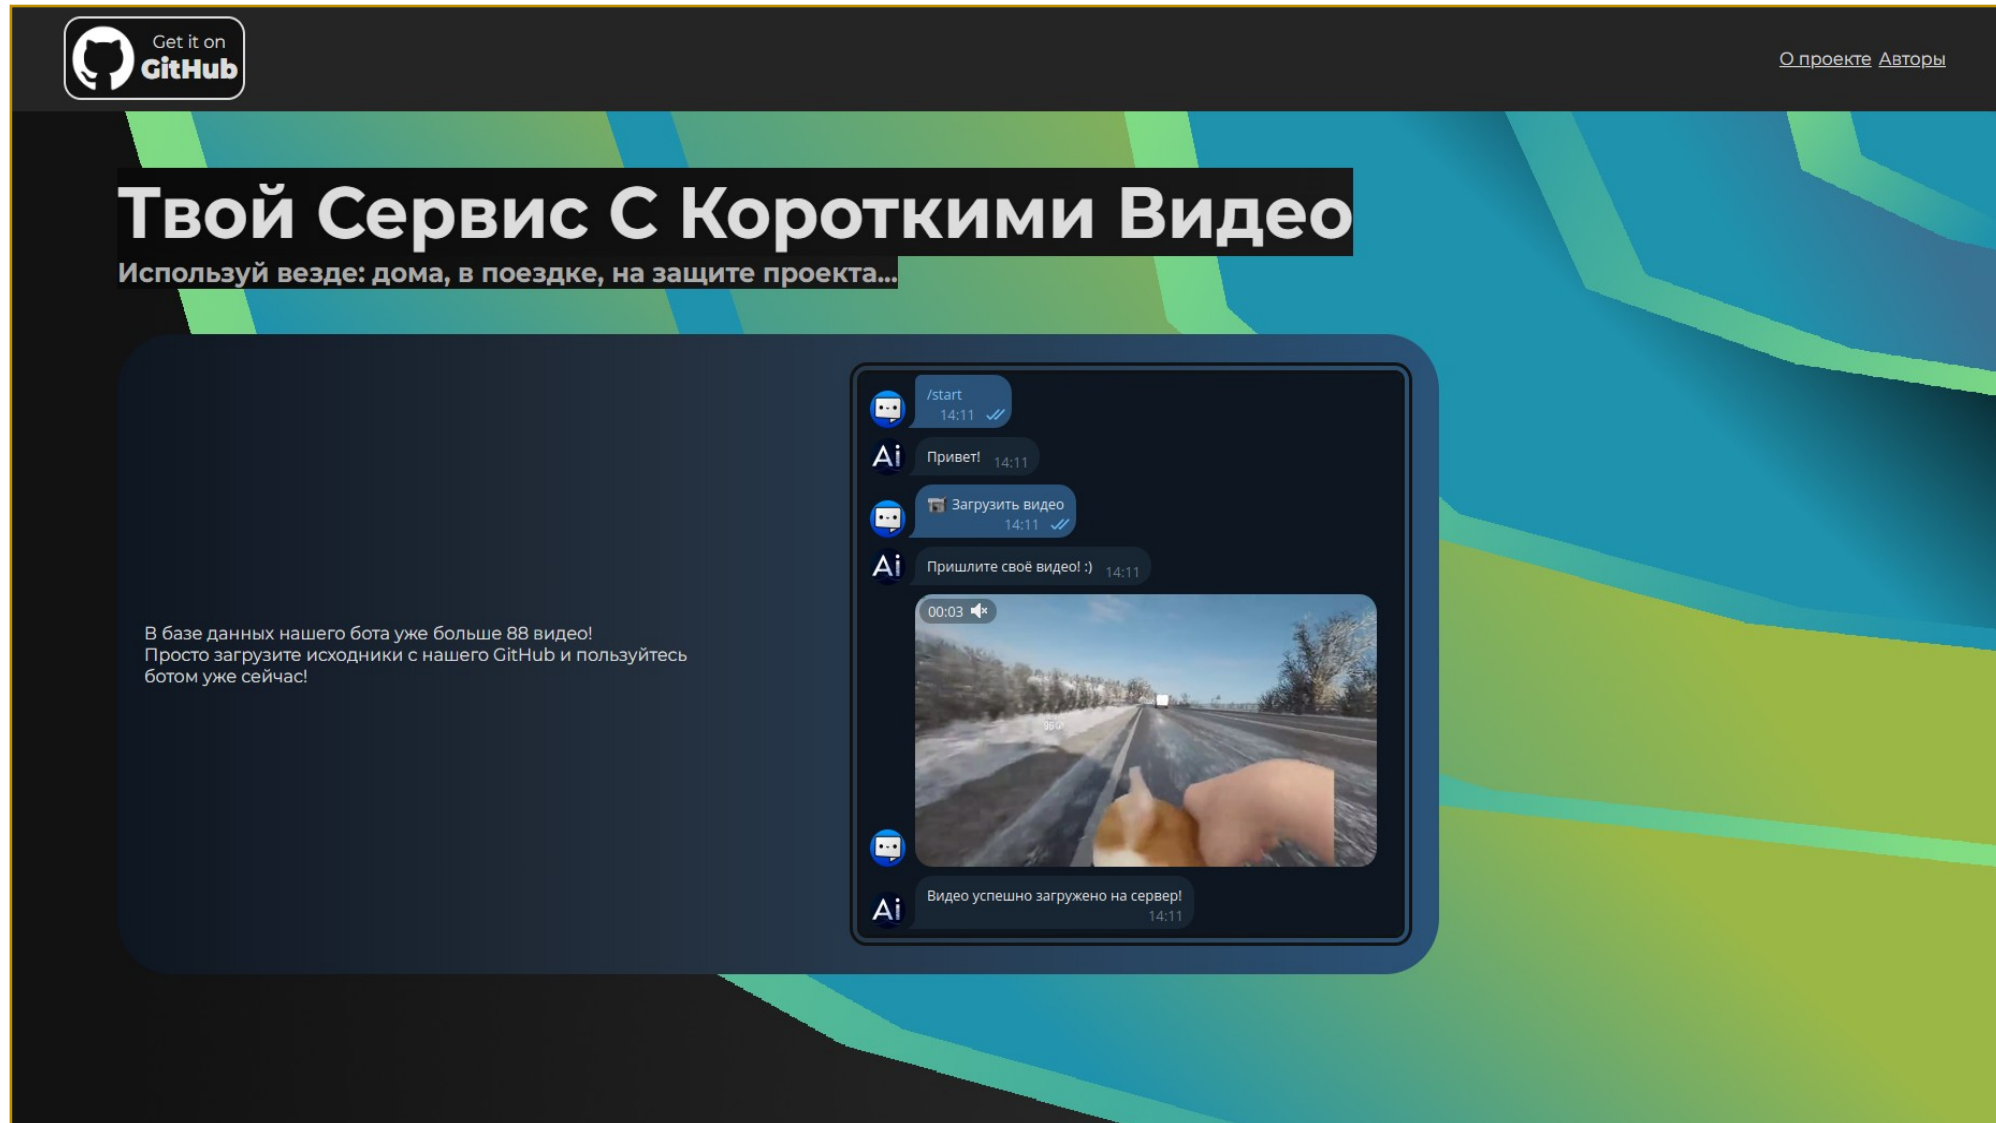 Get it on
GitHub
О проекте Авторы
Твой Сервис С Короткими Видео
Используй везде: дома, в поездке, на защите проекта...
В базе данных нашего бота уже больше 88 видео!
Просто загрузите исходники с нашего GitHub и пользуйтесь
ботом уже сейчас!
/start
14:11
Ai
Привет! 14:11
Загрузить видео
14:11
Ai
Пришлите своё видео! :) 14:11
00:03
Ai
Видео успешно загружено на сервер!
14:11